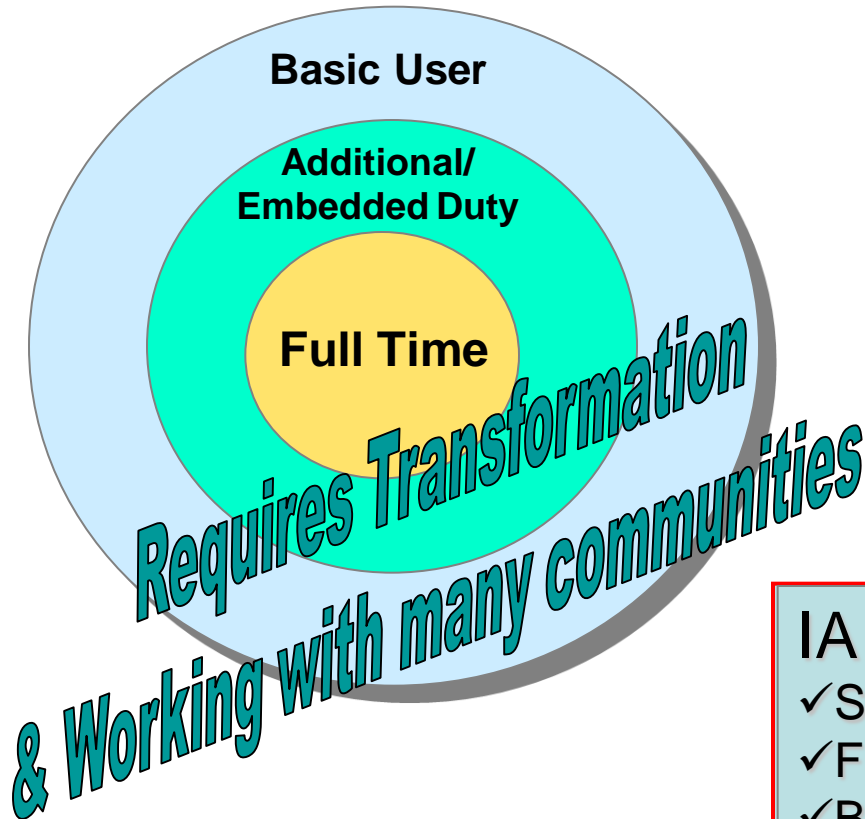 Basic User
Additional/
Embedded Duty
Full Time
Requires Transformation
& Working with many communities
IA
✓S
✓F